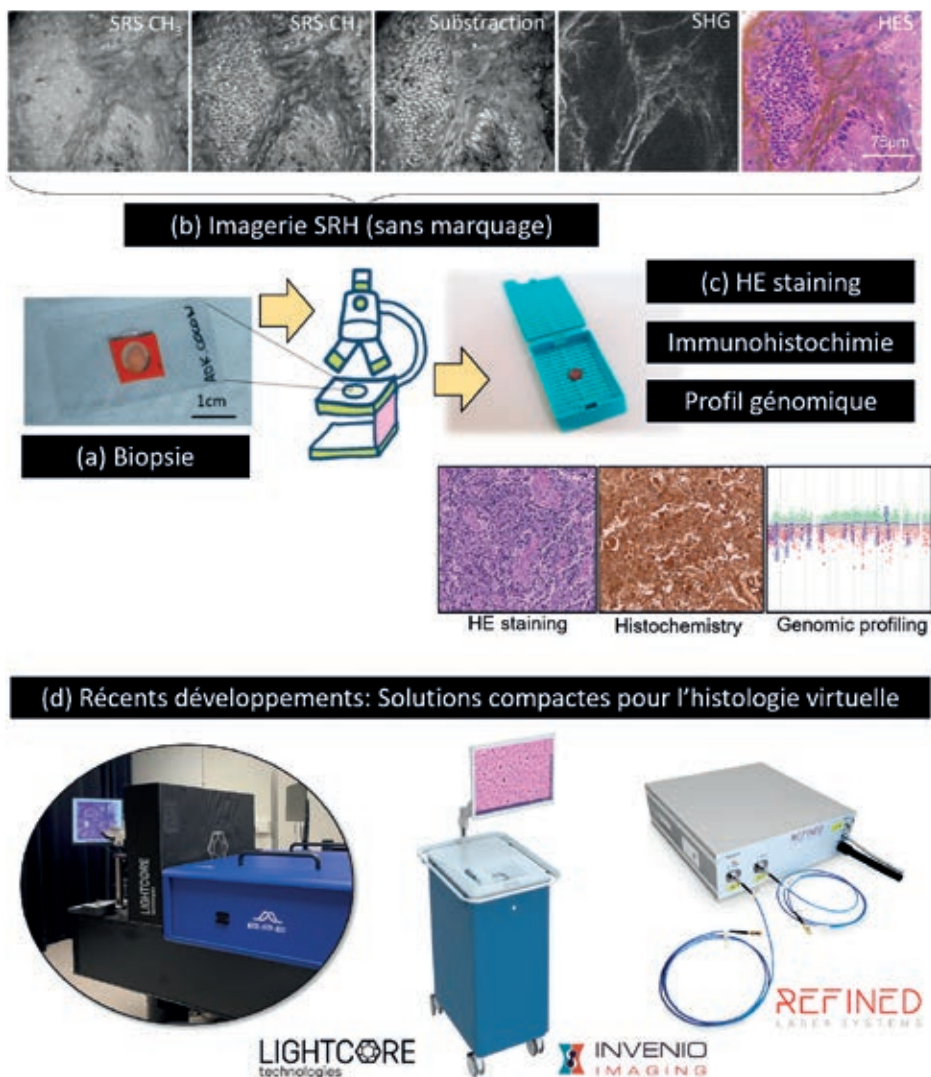 SRS CH3
SRS CH2
Substraction
SHG
HES
75µm
(b) Imagerie SRH (sans marquage)
(c) HE staining
Immunohistochimie
Profil génomique
1cm
(a) Biopsie
HE staining
Histochemistry
Genomic profiling
(d) Récents développements: Solutions compactes pour l'histologie virtuelle
LIGHTCORE
REFINED
REFINED
LASER SYSTEMS
LIGHTCORE
technologies
INVENIO
IMAGING